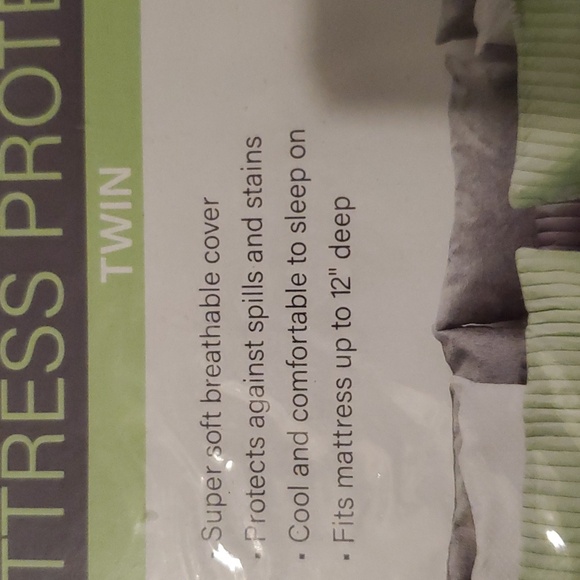 TTRESS PROTE
TWIN
• Super soft breathable cover
• Protects against spills and stains
• Cool and comfortable to sleep on
• Fits mattress up to 12" deep